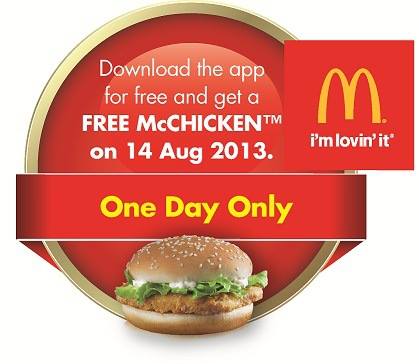 Download the app
for free and get a
FREE McCHICKEN™
on 14 Aug 2013.
M
i'm lovin' it®
One Day Only